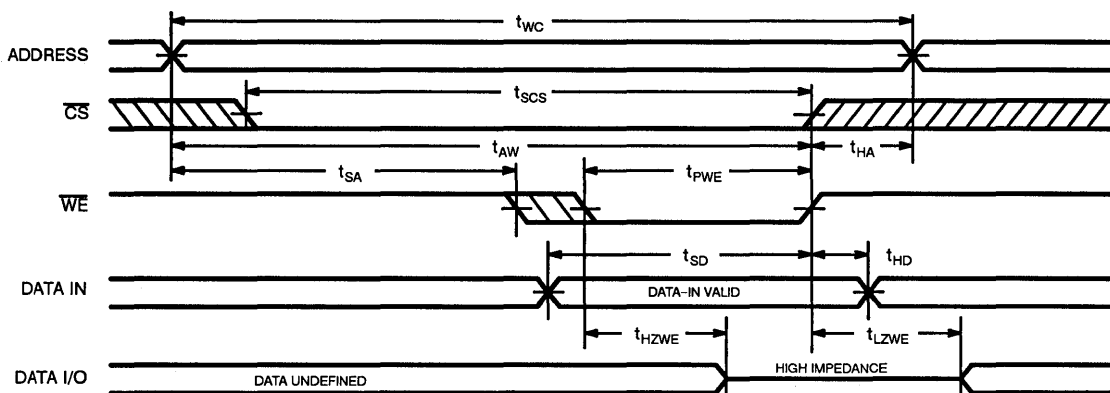 tWC
ADDRESS
tSCS
CS
tAW
tHA
tSA
tPWE
WE
tSD
tHD
DATA IN
DATA-IN VALID
tHZWE
tLZWE
DATA I/O
DATA UNDEFINED
HIGH IMPEDANCE